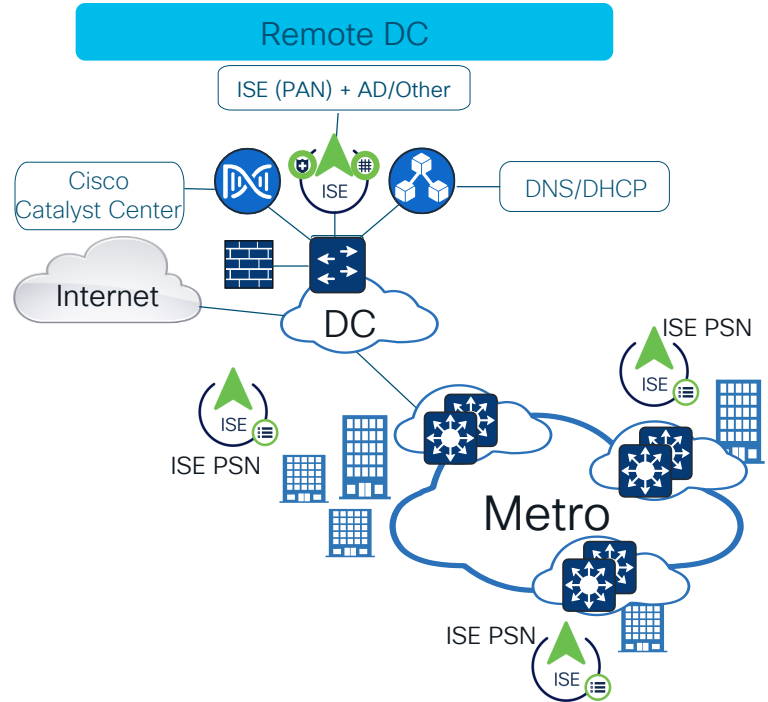 Remote DC
ISE (PAN) + AD/Other
ISE
Cisco
Catalyst Center
DNS/DHCP
Internet
DC
ISE PSN
ISE
ISE
ISE PSN
Metro
ISE PSN
ISE